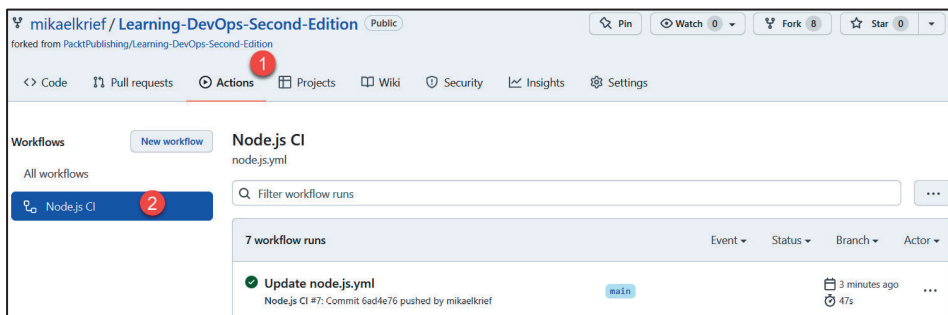 mikaelkrief / Learning-DevOps-Second-Edition Public
Pin Watch 0 Fork 8 Star 0
forked from PacktPublishing/Learning-DevOps-Second-Edition
1
Code Pull requests Actions Projects Wiki Security Insights Settings
Workflows New workflow
Node.js CI
node.js.yml
All workflows
Filter workflow runs ...
Node.js CI 2
7 workflow runs Event Status Branch Actor
Update node.js.yml
main
3 minutes ago ...
Node.js CI #7: Commit 6ad4e76 pushed by mikaelkrief
47s